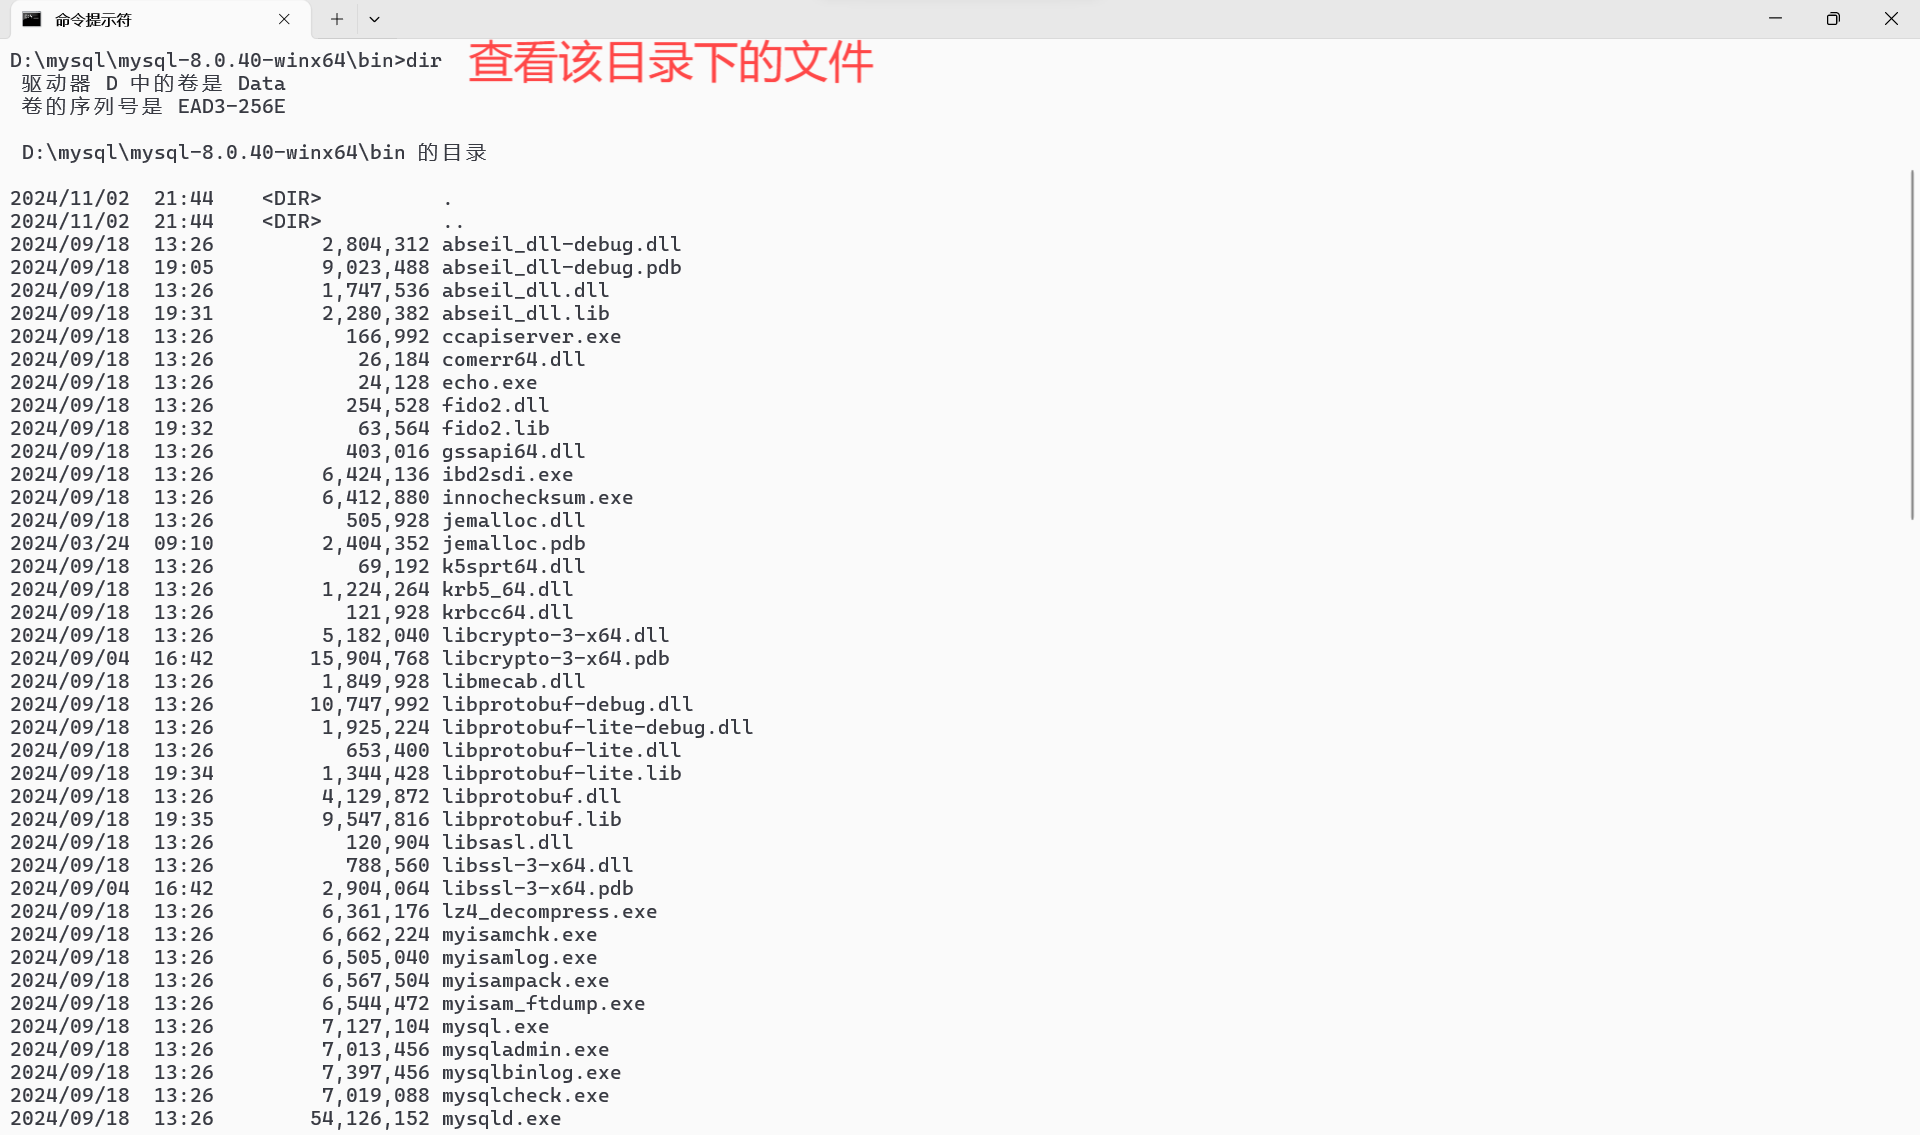 命令提示符
D:\mysql\mysql-8.0.40-winx64\bin>dir 查看该目录下的文件
驱动器 D 中的卷是 Data
卷的序列号是 EAD3-256E
D:\mysql\mysql-8.0.40-winx64\bin 的目录
2024/11/02  21:44    <DIR>          .
2024/11/02  21:44    <DIR>          ..
2024/09/18  13:26         2,804,312 abseil_dll-debug.dll
2024/09/18  19:05         9,023,488 abseil_dll-debug.pdb
2024/09/18  13:26         1,747,536 abseil_dll.dll
2024/09/18  19:31         2,280,382 abseil_dll.lib
2024/09/18  13:26           166,992 ccapiserver.exe
2024/09/18  13:26            26,184 comerr64.dll
2024/09/18  13:26            24,128 echo.exe
2024/09/18  13:26           254,528 fido2.dll
2024/09/18  19:32            63,564 fido2.lib
2024/09/18  13:26           403,016 gssapi64.dll
2024/09/18  13:26         6,424,136 ibd2sdi.exe
2024/09/18  13:26         6,412,880 innochecksum.exe
2024/09/18  13:26           505,928 jemalloc.dll
2024/03/24  09:10         2,404,352 jemalloc.pdb
2024/09/18  13:26            69,192 k5sprt64.dll
2024/09/18  13:26         1,224,264 krb5_64.dll
2024/09/18  13:26           121,928 krbcc64.dll
2024/09/18  13:26         5,182,040 libcrypto-3-x64.dll
2024/09/04  16:42        15,904,768 libcrypto-3-x64.pdb
2024/09/18  13:26         1,849,928 libmecab.dll
2024/09/18  13:26        10,747,992 libprotobuf-debug.dll
2024/09/18  13:26         1,925,224 libprotobuf-lite-debug.dll
2024/09/18  13:26           653,400 libprotobuf-lite.dll
2024/09/18  19:34         1,344,428 libprotobuf-lite.lib
2024/09/18  13:26         4,129,872 libprotobuf.dll
2024/09/18  19:35         9,547,816 libprotobuf.lib
2024/09/18  13:26           120,904 libsasl.dll
2024/09/18  13:26           788,560 libssl-3-x64.dll
2024/09/04  16:42         2,904,064 libssl-3-x64.pdb
2024/09/18  13:26         6,361,176 lz4_decompress.exe
2024/09/18  13:26         6,662,224 myisamchk.exe
2024/09/18  13:26         6,505,040 myisamlog.exe
2024/09/18  13:26         6,567,504 myisampack.exe
2024/09/18  13:26         6,544,472 myisam_ftdump.exe
2024/09/18  13:26         7,127,104 mysql.exe
2024/09/18  13:26         7,013,456 mysqladmin.exe
2024/09/18  13:26         7,397,456 mysqlbinlog.exe
2024/09/18  13:26         7,019,088 mysqlcheck.exe
2024/09/18  13:26        54,126,152 mysqld.exe